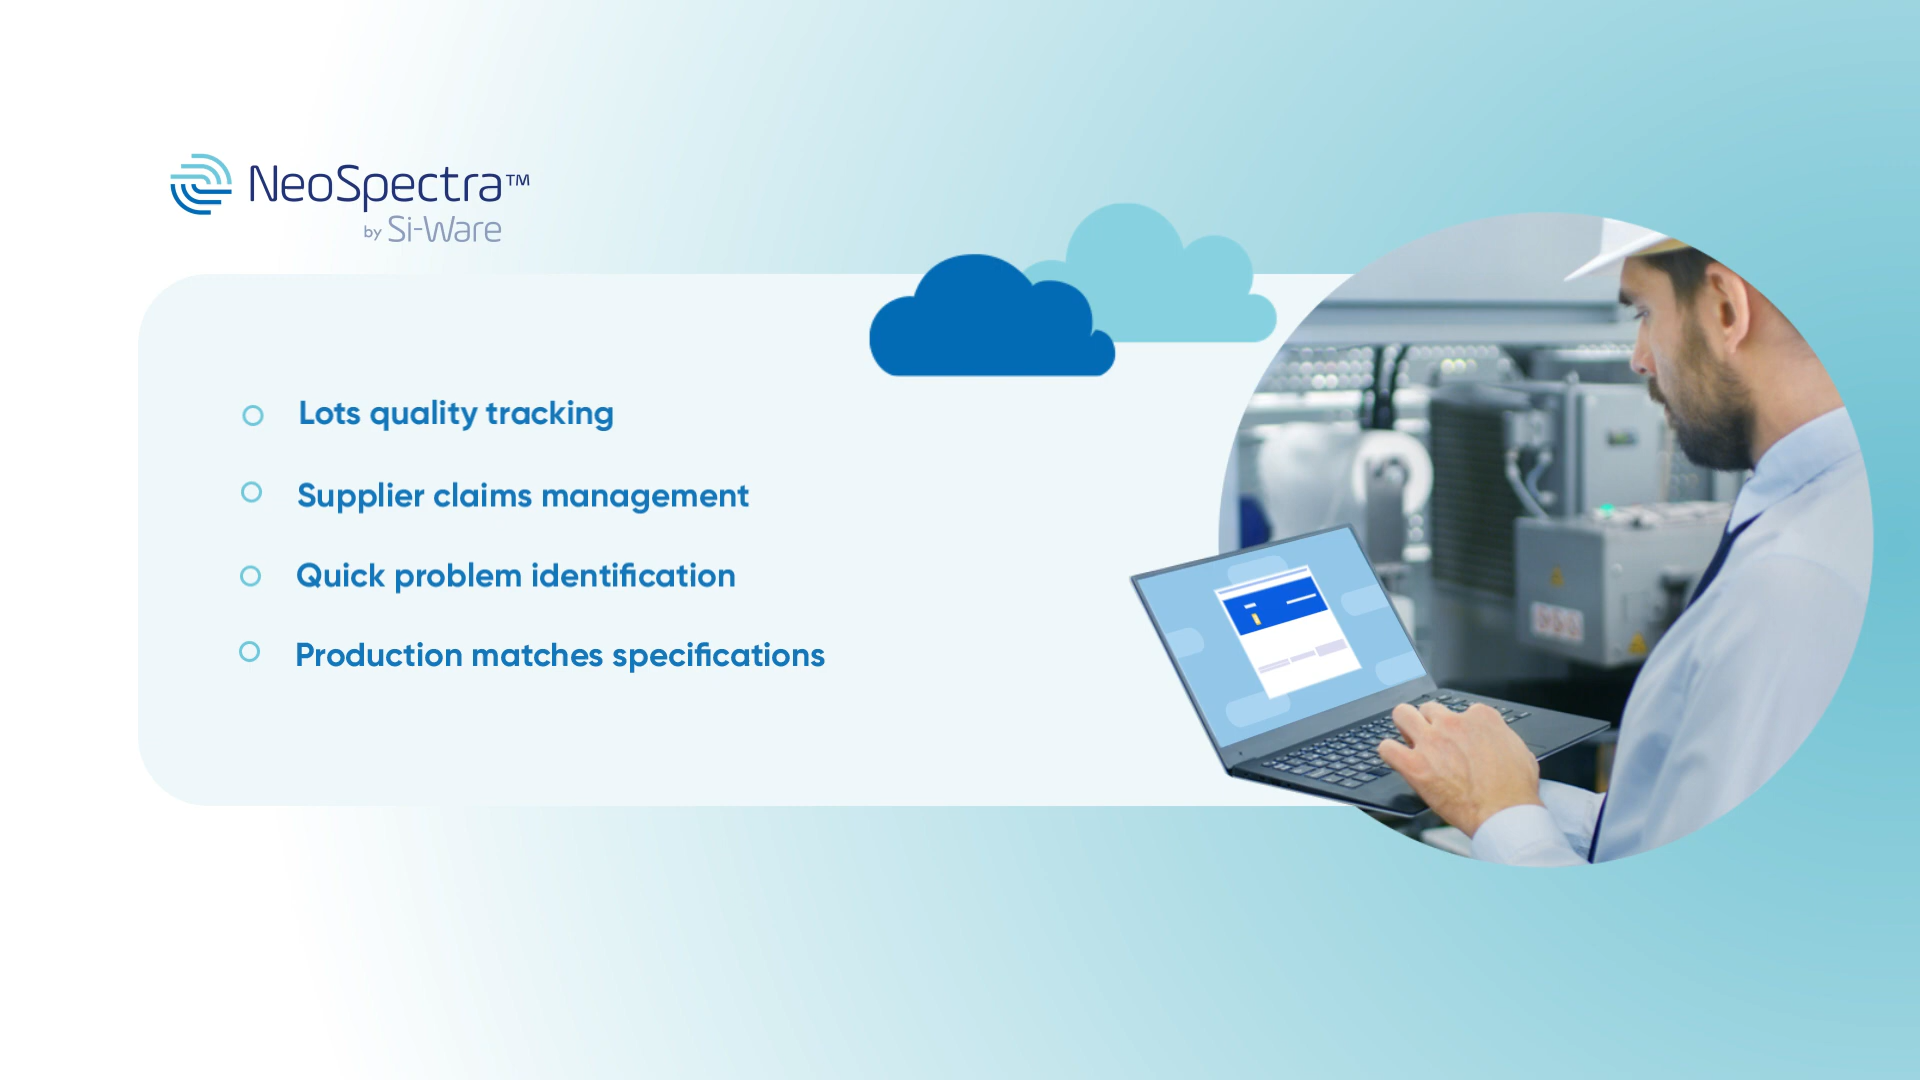 NeoSpectra™
by Si-Ware
Lots quality tracking
Supplier claims management
Quick problem identification
Production matches specifications